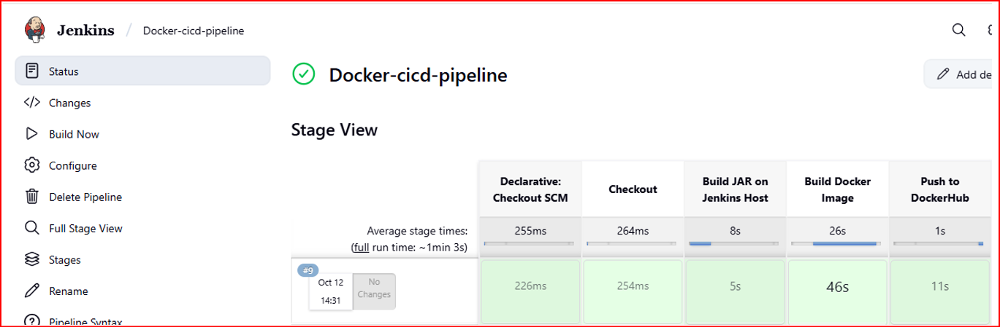 Jenkins / Docker-cicd-pipeline
Status
Changes
Build Now
Configure
Delete Pipeline
Full Stage View
Stages
Rename
Pipeline Syntax
Docker-cicd-pipeline
Add de
Stage View
Declarative:
Checkout SCM
Checkout
Build JAR on
Jenkins Host
Build Docker
Image
Push to
DockerHub
Average stage times:
(full run time: ~1min 3s)
255ms
264ms
8s
26s
1s
#9
Oct 12
14:31
No
Changes
226ms
254ms
5s
46s
11s